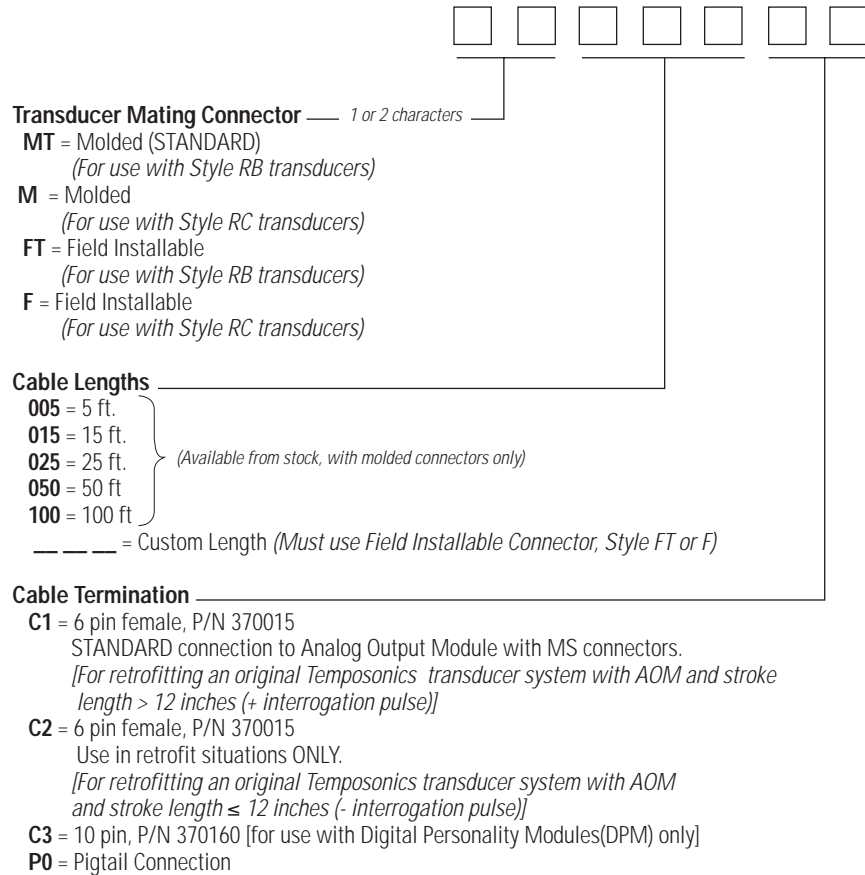 Transducer Mating Connector 1 or 2 characters
MT = Molded (STANDARD)
(For use with Style RB transducers)
M = Molded
(For use with Style RC transducers)
FT = Field Installable
(For use with Style RB transducers)
F = Field Installable
(For use with Style RC transducers)
Cable Lengths
005 = 5 ft.
015 = 15 ft.
025 = 25 ft.
(Available from stock, with molded connectors only)
050 = 50 ft
100 = 100 ft
__ __ __ = Custom Length (Must use Field Installable Connector, Style FT or F)
Cable Termination
C1 = 6 pin female, P/N 370015
STANDARD connection to Analog Output Module with MS connectors.
[For retrofitting an original Temposonics transducer system with AOM and stroke
length > 12 inches (+ interrogation pulse)]
C2 = 6 pin female, P/N 370015
Use in retrofit situations ONLY.
[For retrofitting an original Temposonics transducer system with AOM
and stroke length ≤ 12 inches (- interrogation pulse)]
C3 = 10 pin, P/N 370160 [for use with Digital Personality Modules(DPM) only]
P0 = Pigtail Connection